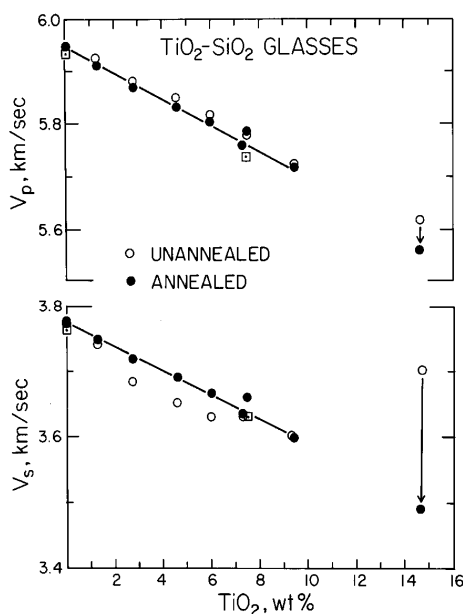 TiO₂-SiO₂ GLASSES
6.0
5.8
5.6
Vp, km/sec
○ UNANNEALED
● ANNEALED
3.8
3.6
3.4
Vs, km/sec
0 2 4 6 8 10 12 14 16
TiO₂, wt %